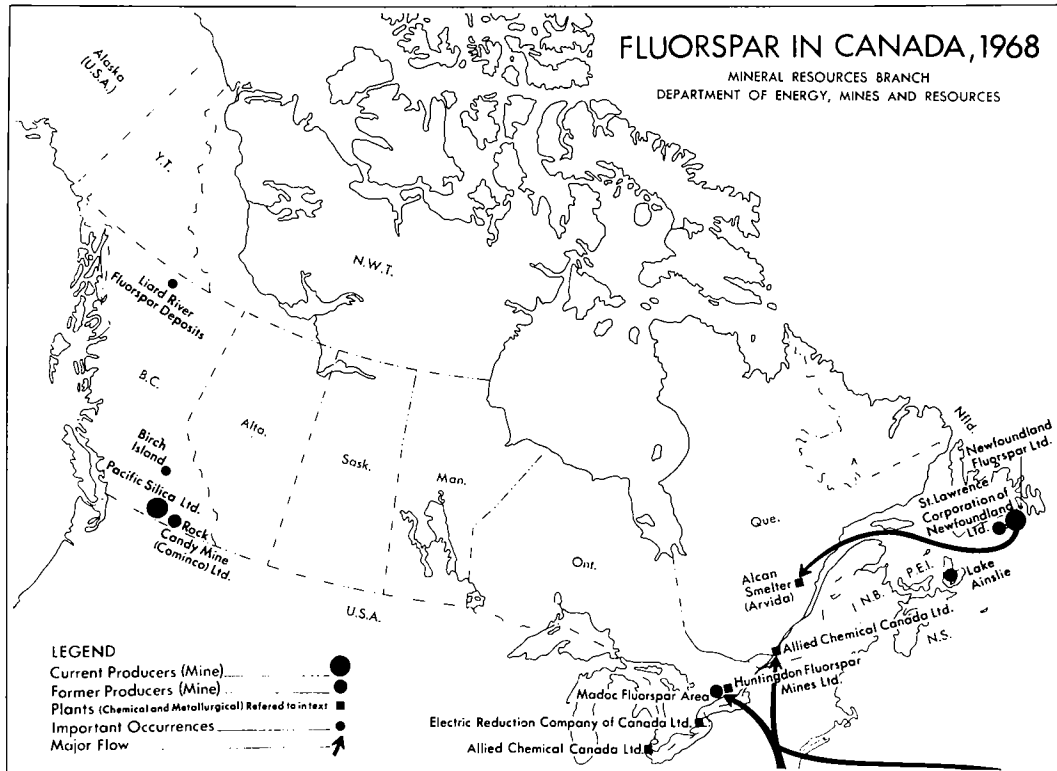 FLUORSPAR IN CANADA, 1968
MINERAL RESOURCES BRANCH
DEPARTMENT OF ENERGY, MINES AND RESOURCES
Alaska
(U.S.A.)
Y.T.
N.W.T.
Liard River
Fluorspar Deposits
B.C.
Alta.
Sask.
Man.
Ont.
Que.
Nfld.
Birch
Island
Pacific Silica Ltd.
Rock
Candy Mine
(Cominco) Ltd.
U.S.A.
Newfoundland
Fluorspar Ltd.
St. Lawrence
Corporation of
Newfoundland
Ltd.
Alcan
Smelter
(Arvida)
P.E.I.
N.B.
Lake
Ainslie
N.S.
Allied Chemical Canada Ltd.
Huntingdon Fluorspar
Mines Ltd.
Madoc Fluorspar Area
Electric Reduction Company of Canada Ltd.
Allied Chemical Canada Ltd.
LEGEND
Current Producers (Mine)
Former Producers (Mine)
Plants (Chemical and Metallurgical) Refered to in text
Important Occurrences
Major Flow